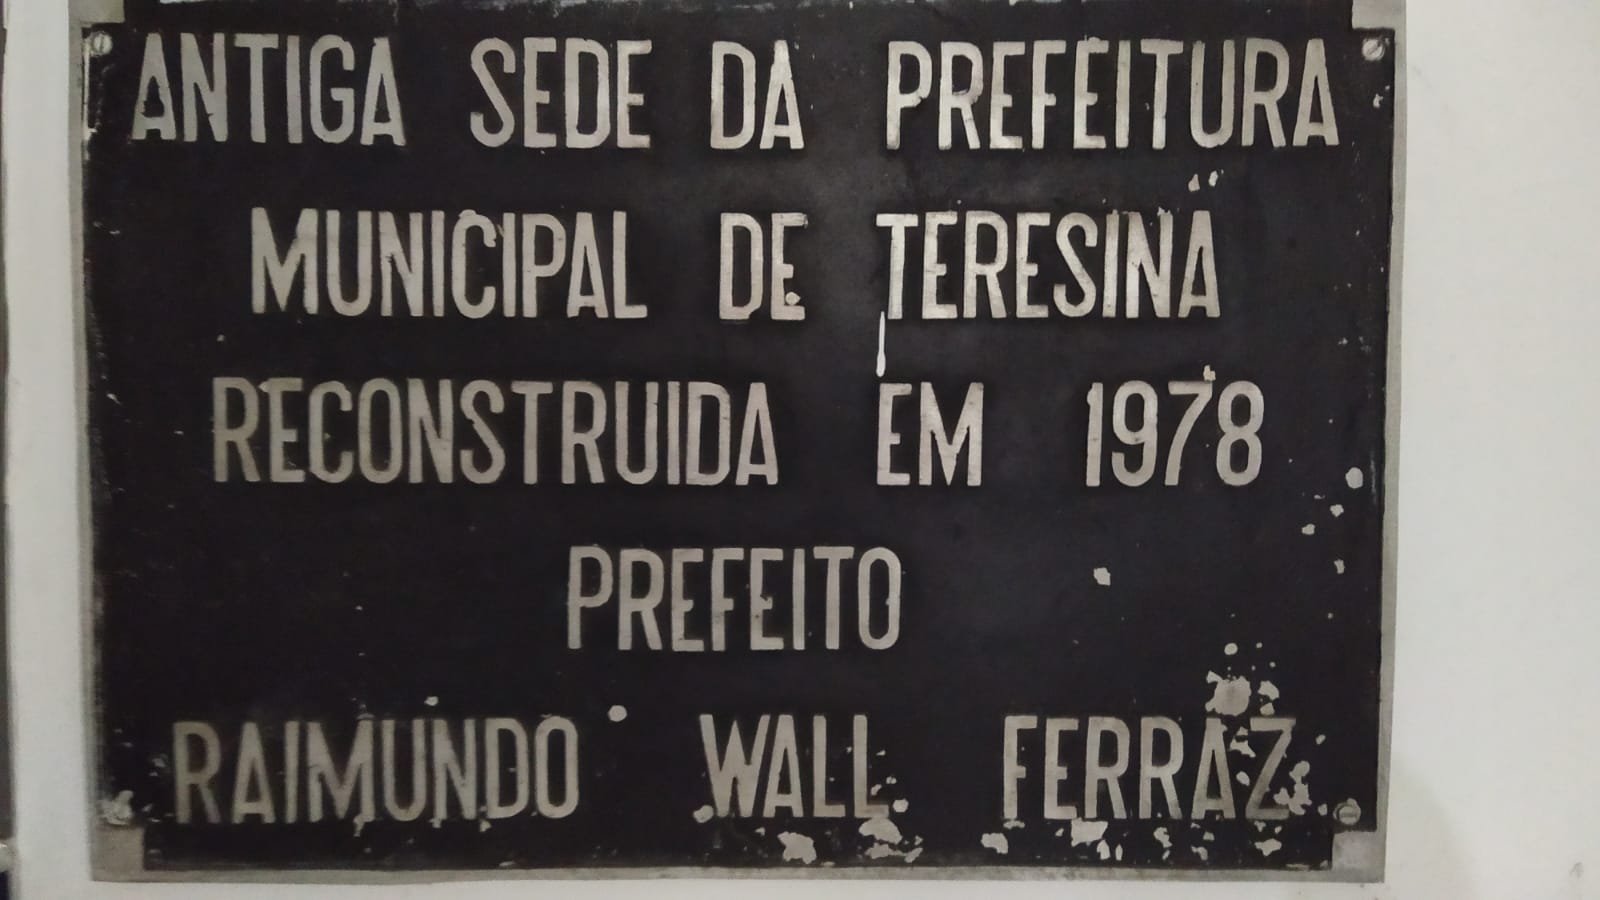 ANTIGA SEDE DA PREFEITURA
MUNICIPAL DE TERESINA
RECONSTRUIDA EM 1978
PREFEITO
RAIMUNDO WALL FERRAZ